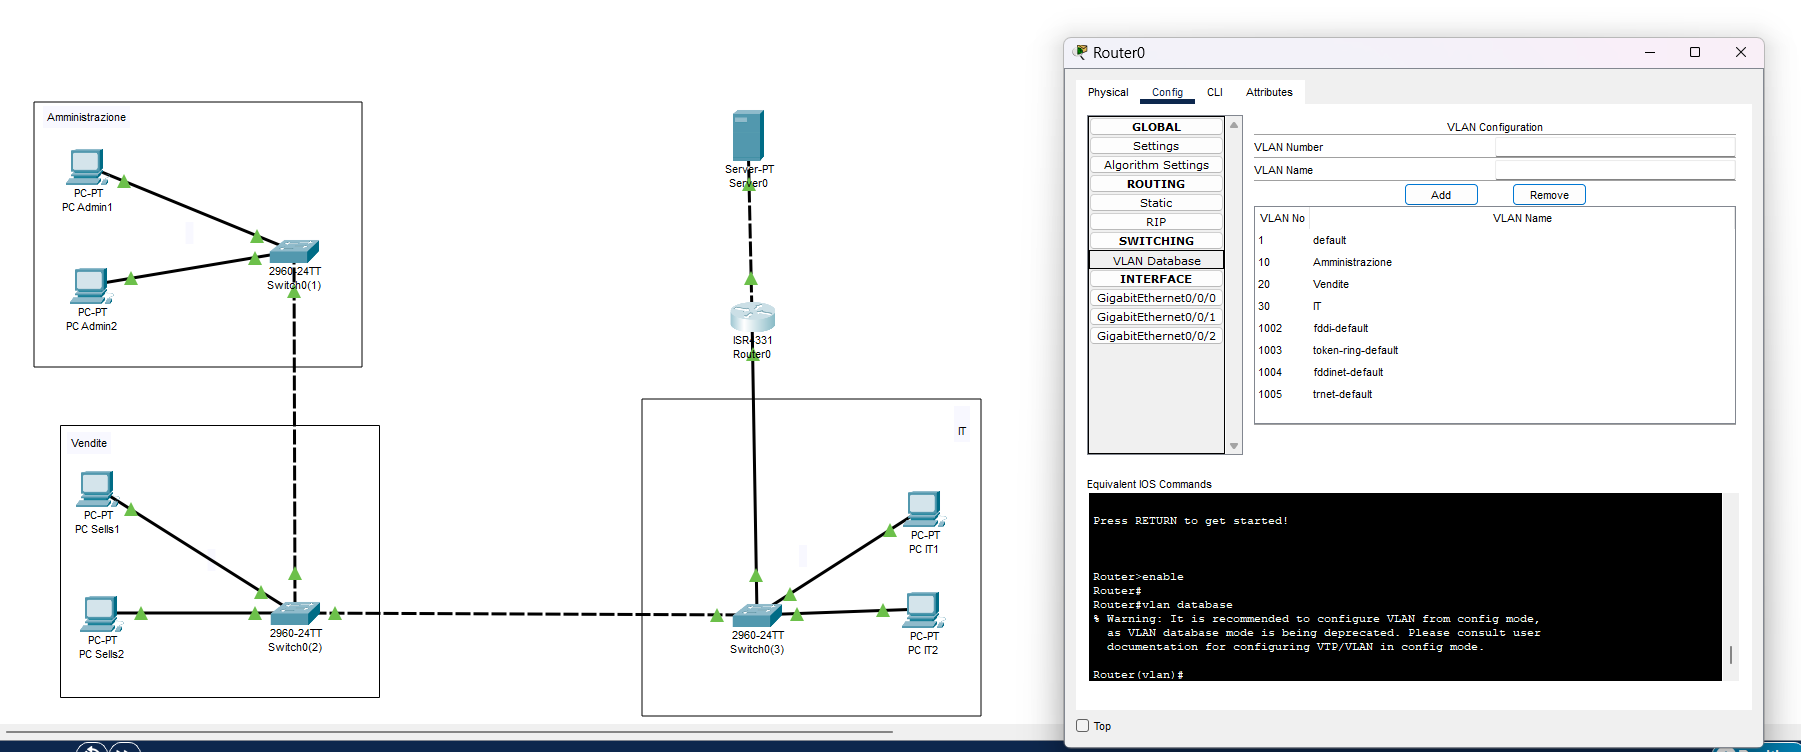 Amministrazione
PC-PT
PC Admin1
PC-PT
PC Admin2
2960-24TT
Switch0(1)
Vendite
PC-PT
PC Sells1
PC-PT
PC Sells2
2960-24TT
Switch0(2)
Server-PT
Server0
ISR4331
Router0
IT
PC-PT
PC IT1
PC-PT
PC IT2
2960-24TT
Switch0(3)
Router0
Physical Config CLI Attributes
GLOBAL
Settings
Algorithm Settings
ROUTING
Static
RIP
SWITCHING
VLAN Database
INTERFACE
GigabitEthernet0/0/0
GigabitEthernet0/0/1
GigabitEthernet0/0/2
VLAN Configuration
VLAN Number
VLAN Name
Add Remove
VLAN No VLAN Name
1 default
10 Amministrazione
20 Vendite
30 IT
1002 fddi-default
1003 token-ring-default
1004 fddinet-default
1005 trnet-default
Equivalent IOS Commands
Press RETURN to get started!
Router>enable
Router#
Router#vlan database
% Warning: It is recommended to configure VLAN from config mode,
as VLAN database mode is being deprecated. Please consult user
documentation for configuring VTP/VLAN in config mode.
Router(vlan)#
Top